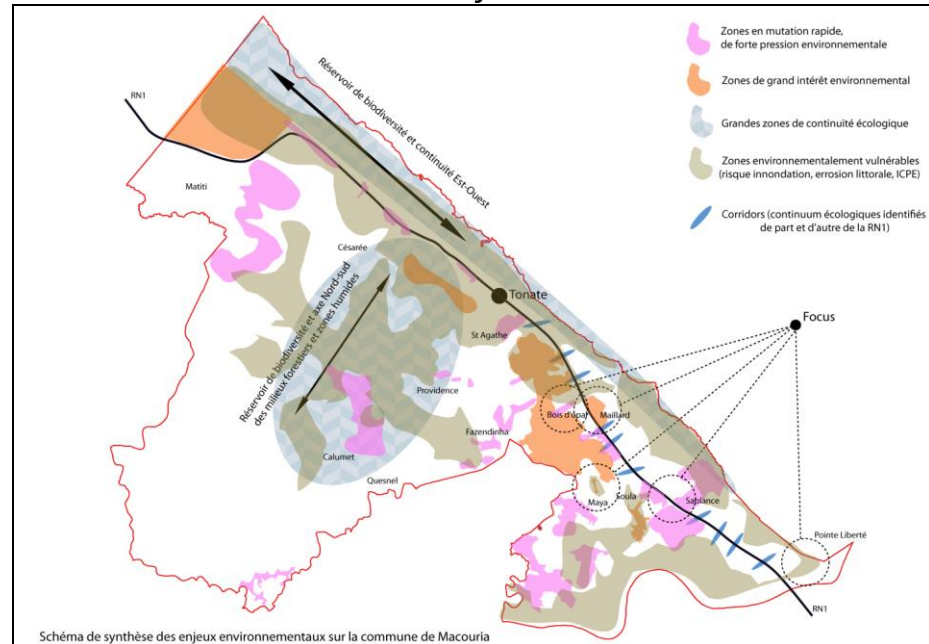 Zones en mutation rapide,
de forte pression environnementale
Zones de grand intérêt environnemental
Grandes zones de continuité écologique
Zones environnementalement vulnérables
(risque innondation, errosion littorale, ICPE)
Corridors (continuum écologiques identifiés
de part et d'autre de la RN1)
Réservoir de biodiversité et continuité Est-Ouest
RN1
Matiti
Césarée
Réservoir de biodiversité et axe Nord-sud
des milieux forestiers et zones humides
Tonate
Focus
St Agathe
Providence
Bois d'opal
Maillard
Fazendinha
Calumet
Quesnel
Maya
Soula
Sablance
Pointe Liberté
RN1
Schéma de synthèse des enjeux environnementaux sur la commune de Macouria